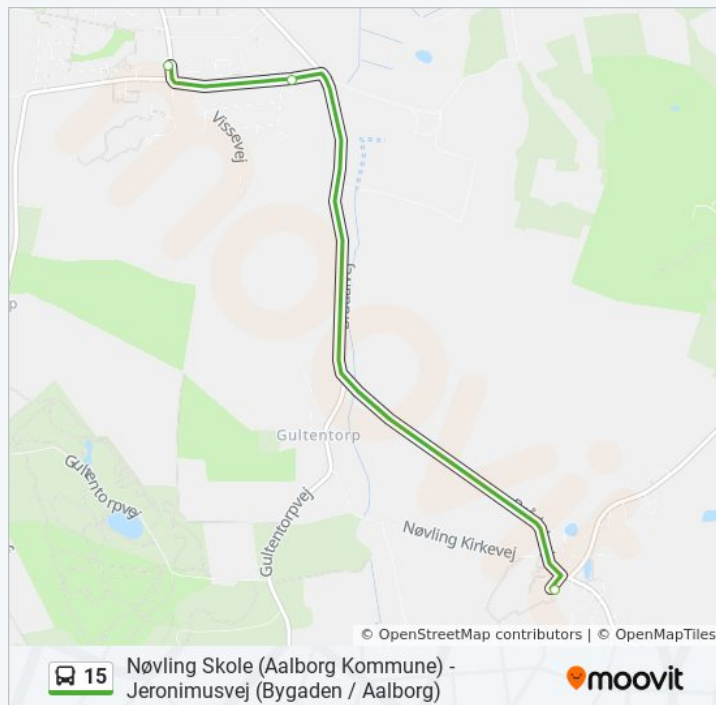 Vissevej
p
Gultentorp
Gultentorpvej
Gultentorpvej
Nøvling Kirkevej
© OpenStreetMap contributors | © OpenMapTiles
15
Nøvling Skole (Aalborg Kommune) -
Jeronimusvej (Bygaden / Aalborg)
moovit